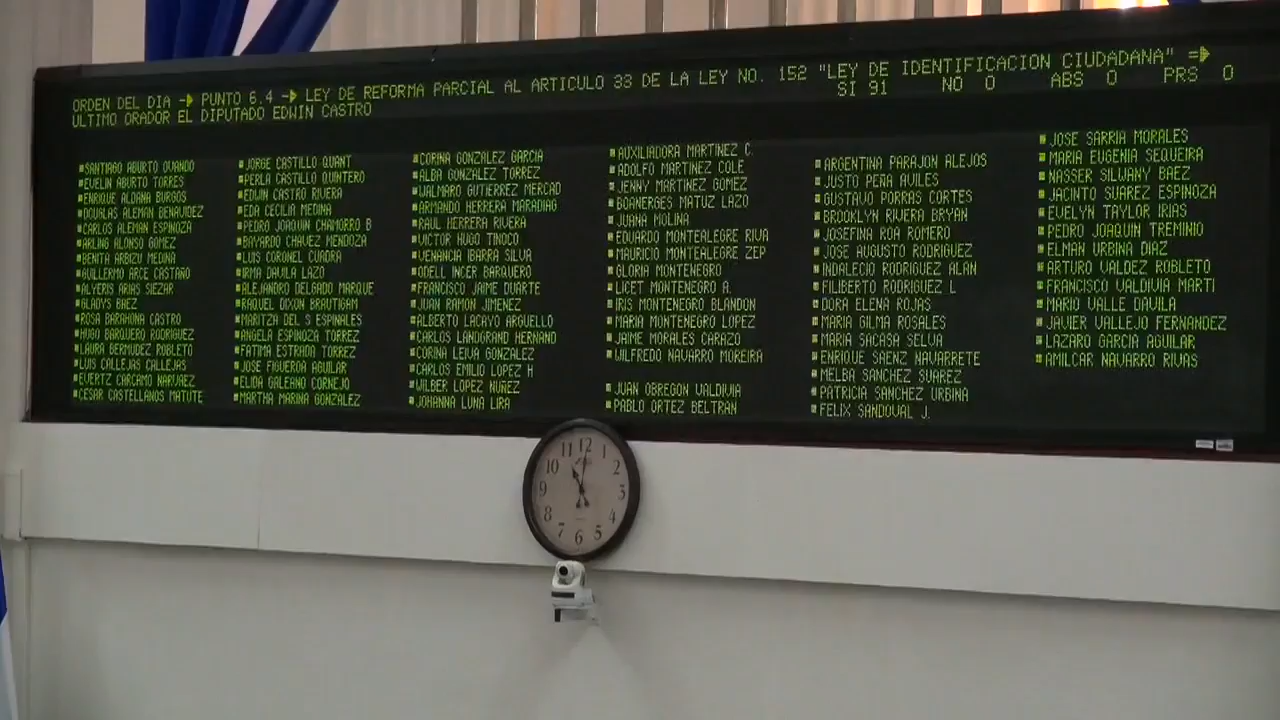 ORDEN DEL DIA → PUNTO 6.4 → LEY DE REFORMA PARCIAL AL ARTICULO 33 DE LA LEY NO. 152 "LEY DE IDENTIFICACION CIUDADANA" ⇒
ULTIMO ORADOR EL DIPUTADO EDWIN CASTRO
SI 91 NO 0 ABS 0 PRS 0
SANTIAGO ABURTO OVANDO
EVELIN ABURTO TORRES
ENRIQUE ALDANA BURGOS
DOUGLAS ALEMAN BENAVIDEZ
CARLOS ALEMAN ESPINOZA
ARLING ALONSO GOMEZ
BENITA ARBIZU MEDINA
GUILLERMO ARCE CASTAÑO
ALYERIS ARIAS SIEZAR
GLADYS BAEZ
ROSA BARAHONA CASTRO
HUGO BARQUERO RODRIGUEZ
LAURA BERMUDEZ ROBLETO
LUIS CALLEJAS CALLEJAS
EVERTZ CARCAMO NARVAEZ
CESAR CASTELLANOS MATUTE
JORGE CASTILLO QUANT
PERLA CASTILLO QUINTERO
EDWIN CASTRO RIVERA
EDA CECILIA MEDINA
PEDRO JOAQUIN CHAMORRO B
BAYARDO CHAVEZ MENDOZA
LUIS CORONEL CUADRA
IRMA DAVILA LAZO
ALEJANDRO DELGADO MARQUE
RAQUEL DIXON BRAUTIGAM
MARITZA DEL S ESPINALES
ANGELA ESPINOZA TORREZ
FATIMA ESTRADO TORREZ
JOSE FIGUEROA AGUILAR
ELIDA GALEANO CORNEJO
MARTHA MARINA GONZALEZ
CORINA GONZALEZ GARCIA
ALBA GONZALEZ TORREZ
WALMARO GUTIERREZ MERCAD
ARMANDO HERRERA MARADIAG
RAUL HERRERA RIVERA
VICTOR HUGO TINOCO
VENANCIA IBARRA SILVA
ODELL INCER BARQUERO
FRANCISCO JAIME DUARTE
JUAN RAMON JIMENEZ
ALBERTO LACAYO ARGUELLO
CARLOS LANDGRAND HERNAND
CORINA LEIVA GONZALEZ
CARLOS EMILIO LOPEZ H
WILBER LOPEZ NUÑEZ
JOHANNA LUNA LIRA
AUXILIADORA MARTINEZ C.
ADOLFO MARTINEZ COLE
JENNY MARTINEZ GOMEZ
BOANERGES MATUZ LAZO
JUANA MOLINA
EDUARDO MONTEALEGRE RIVA
MAURICIO MONTEALEGRE ZEP
GLORIA MONTENEGRO
LICET MONTENEGRO A.
IRIS MONTENEGRO BLANDON
MARIA MONTENEGRO LOPEZ
JAIME MORALES CARAZO
WILFREDO NAVARRO MOREIRA
JUAN OBREGON VALDIVIA
PABLO ORTEZ BELTRAN
ARGENTINA PARAJON ALEJOS
JUSTO PEÑA AVILES
GUSTAVO PORRAS CORTES
BROOKLYN RIVERA BRYAN
JOSEFINA ROA ROMERO
JOSE AUGUSTO RODRIGUEZ
INDALECIO RODRIGUEZ ALAN
FILIBERTO RODRIGUEZ L
DORA ELENA ROJAS
MARIA GILMA ROSALES
MARIA SACASA SELVA
ENRIQUE SAENZ NAVARRETE
MELBA SANCHEZ SUAREZ
PATRICIA SANCHEZ URBINA
FELIX SANDOVAL J.
JOSE SARRIA MORALES
MARIA EUGENIA SEQUEIRA
NASSER SILWANY BAEZ
JACINTO SUAREZ ESPINOZA
EVELYN TAYLOR IRIAS
PEDRO JOAQUIN TREMINIO
ELMAN URBINA DIAZ
ARTURO VALDEZ ROBLETO
FRANCISCO VALDIVIA MARTI
MARIO VALLE DAVILA
JAVIER VALLEJO FERNANDEZ
LAZARO GARCIA AGUILAR
AMILCAR NAVARRO RIVAS
12
1
2
3
4
5
6
7
8
9
10
11